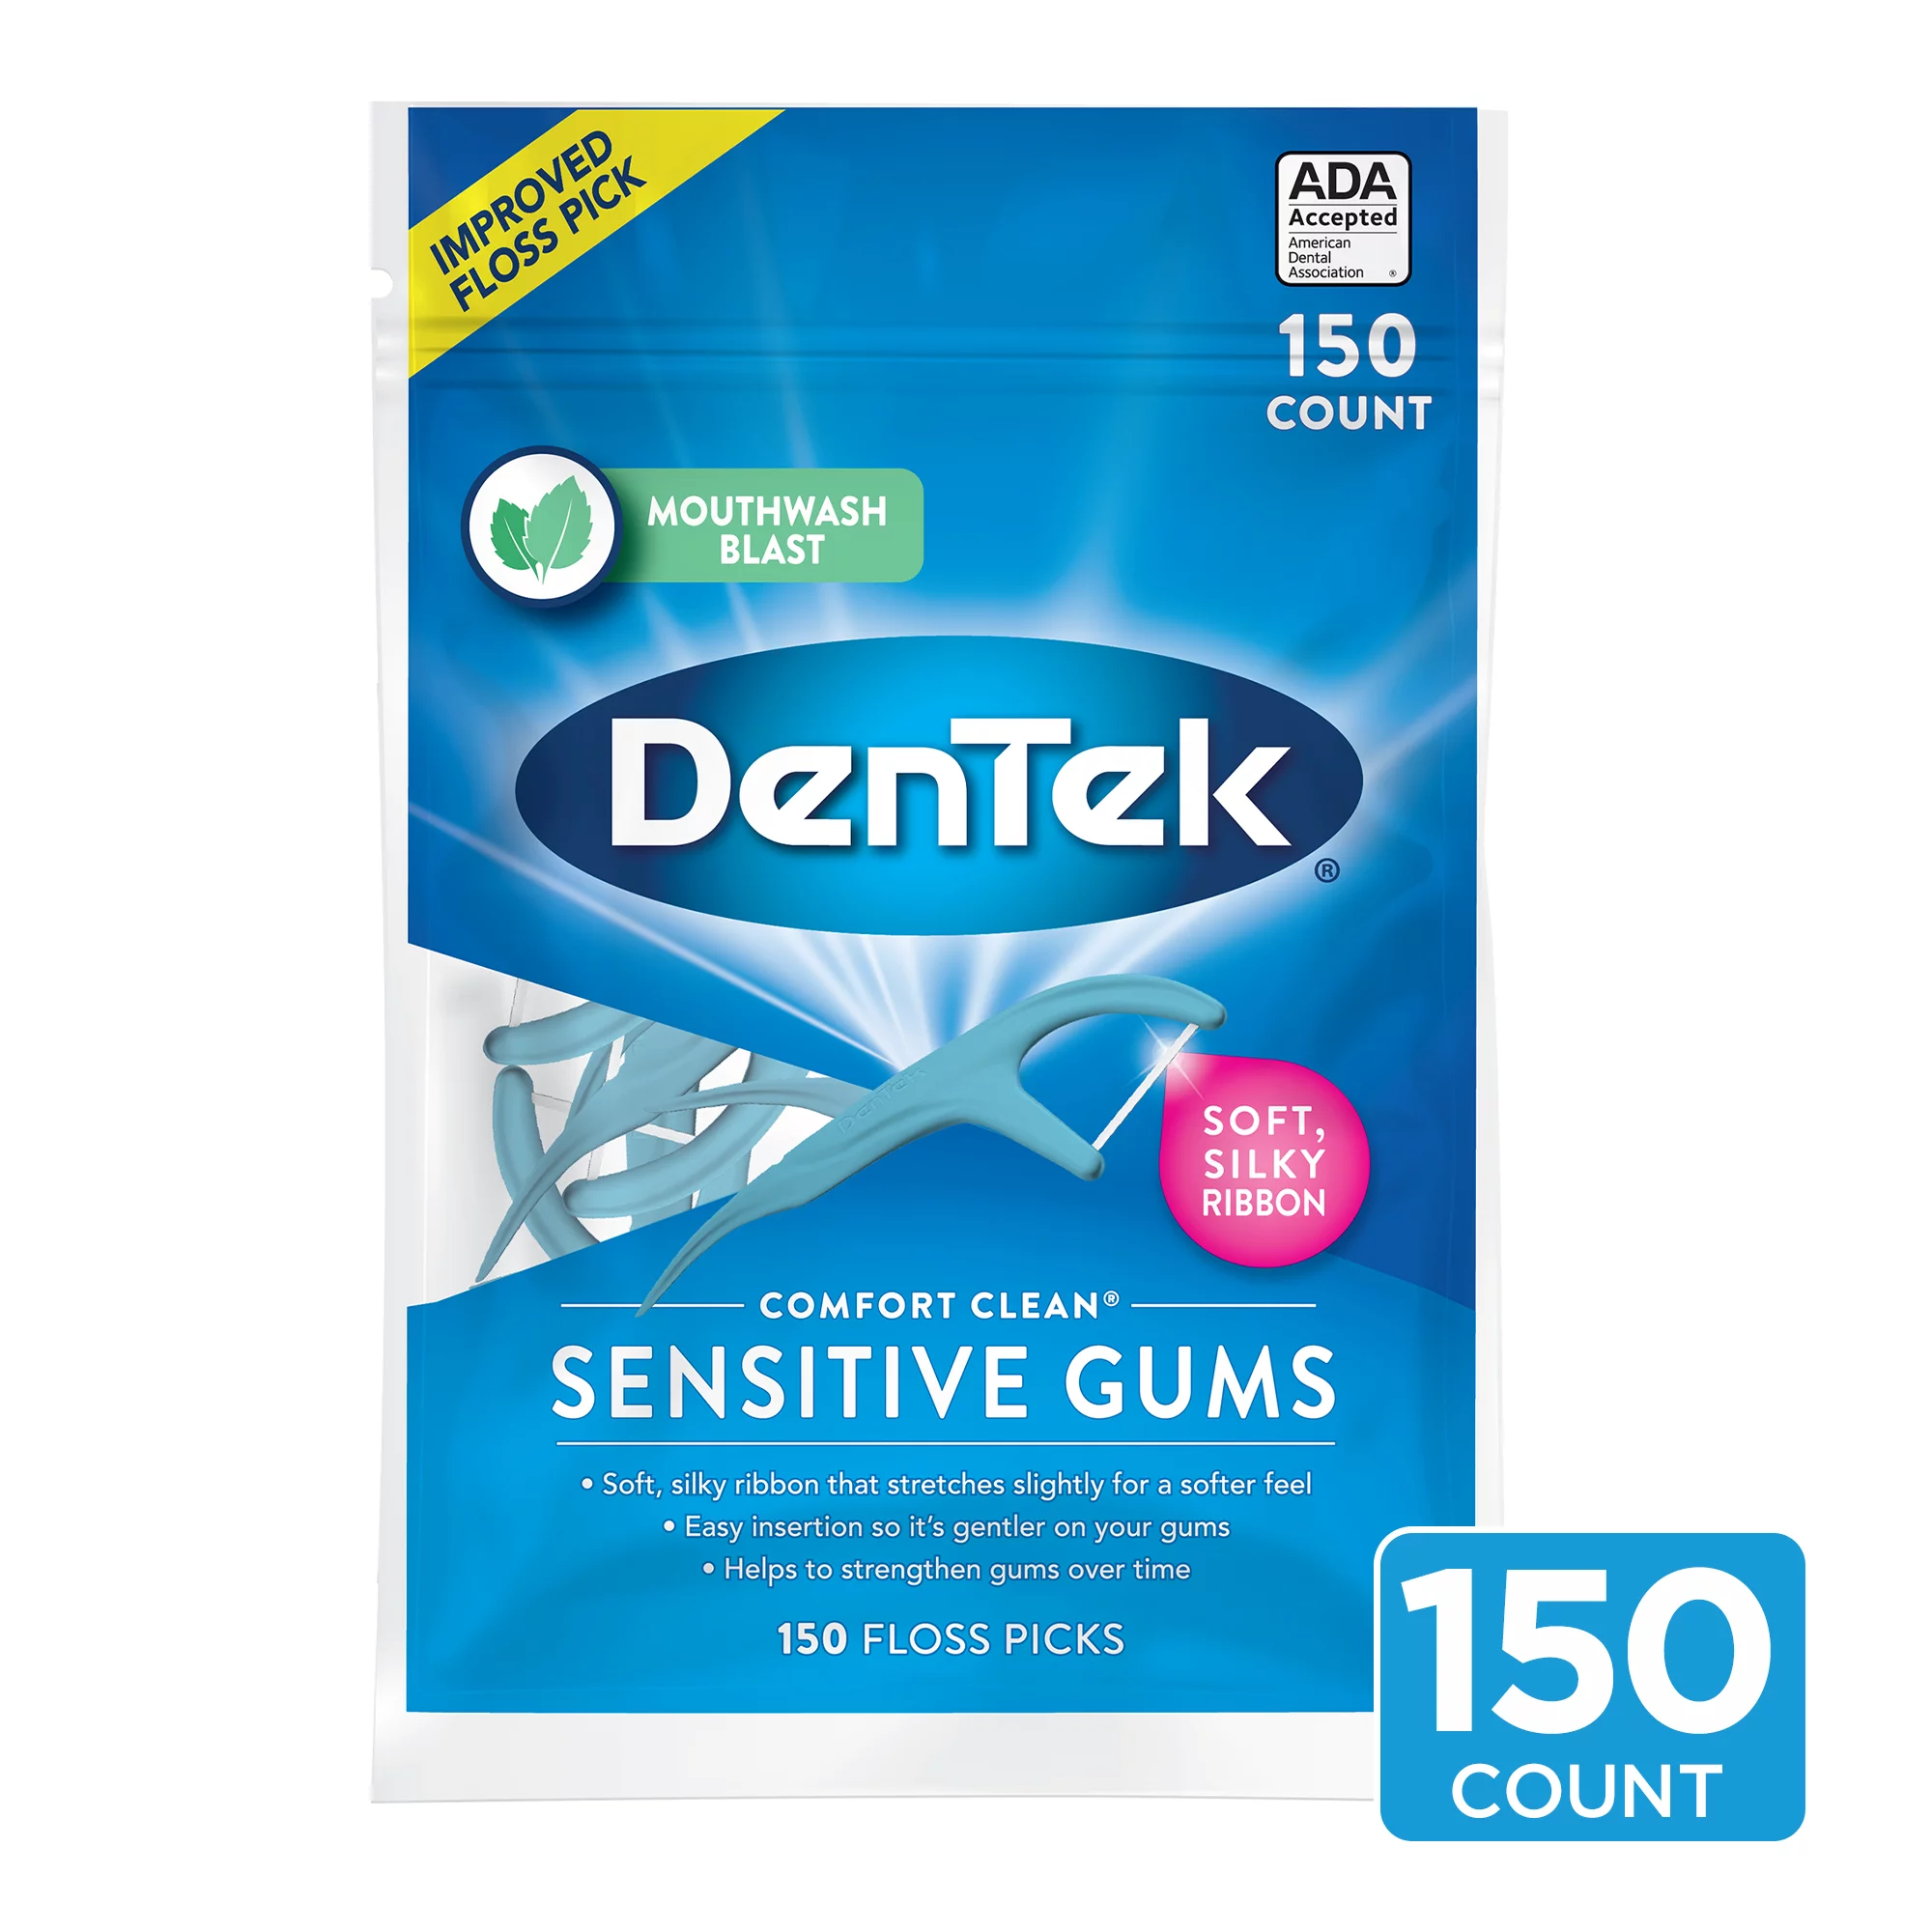 IMPROVED
FLOSS PICK
ADA
Accepted
American
Dental
Association ®
150
COUNT
MOUTHWASH
BLAST
DenTek®
DenTek
SOFT,
SILKY
RIBBON
COMFORT CLEAN®
SENSITIVE GUMS
• Soft, silky ribbon that stretches slightly for a softer feel
• Easy insertion so it's gentler on your gums
• Helps to strengthen gums over time
150 FLOSS PICKS
150
COUNT